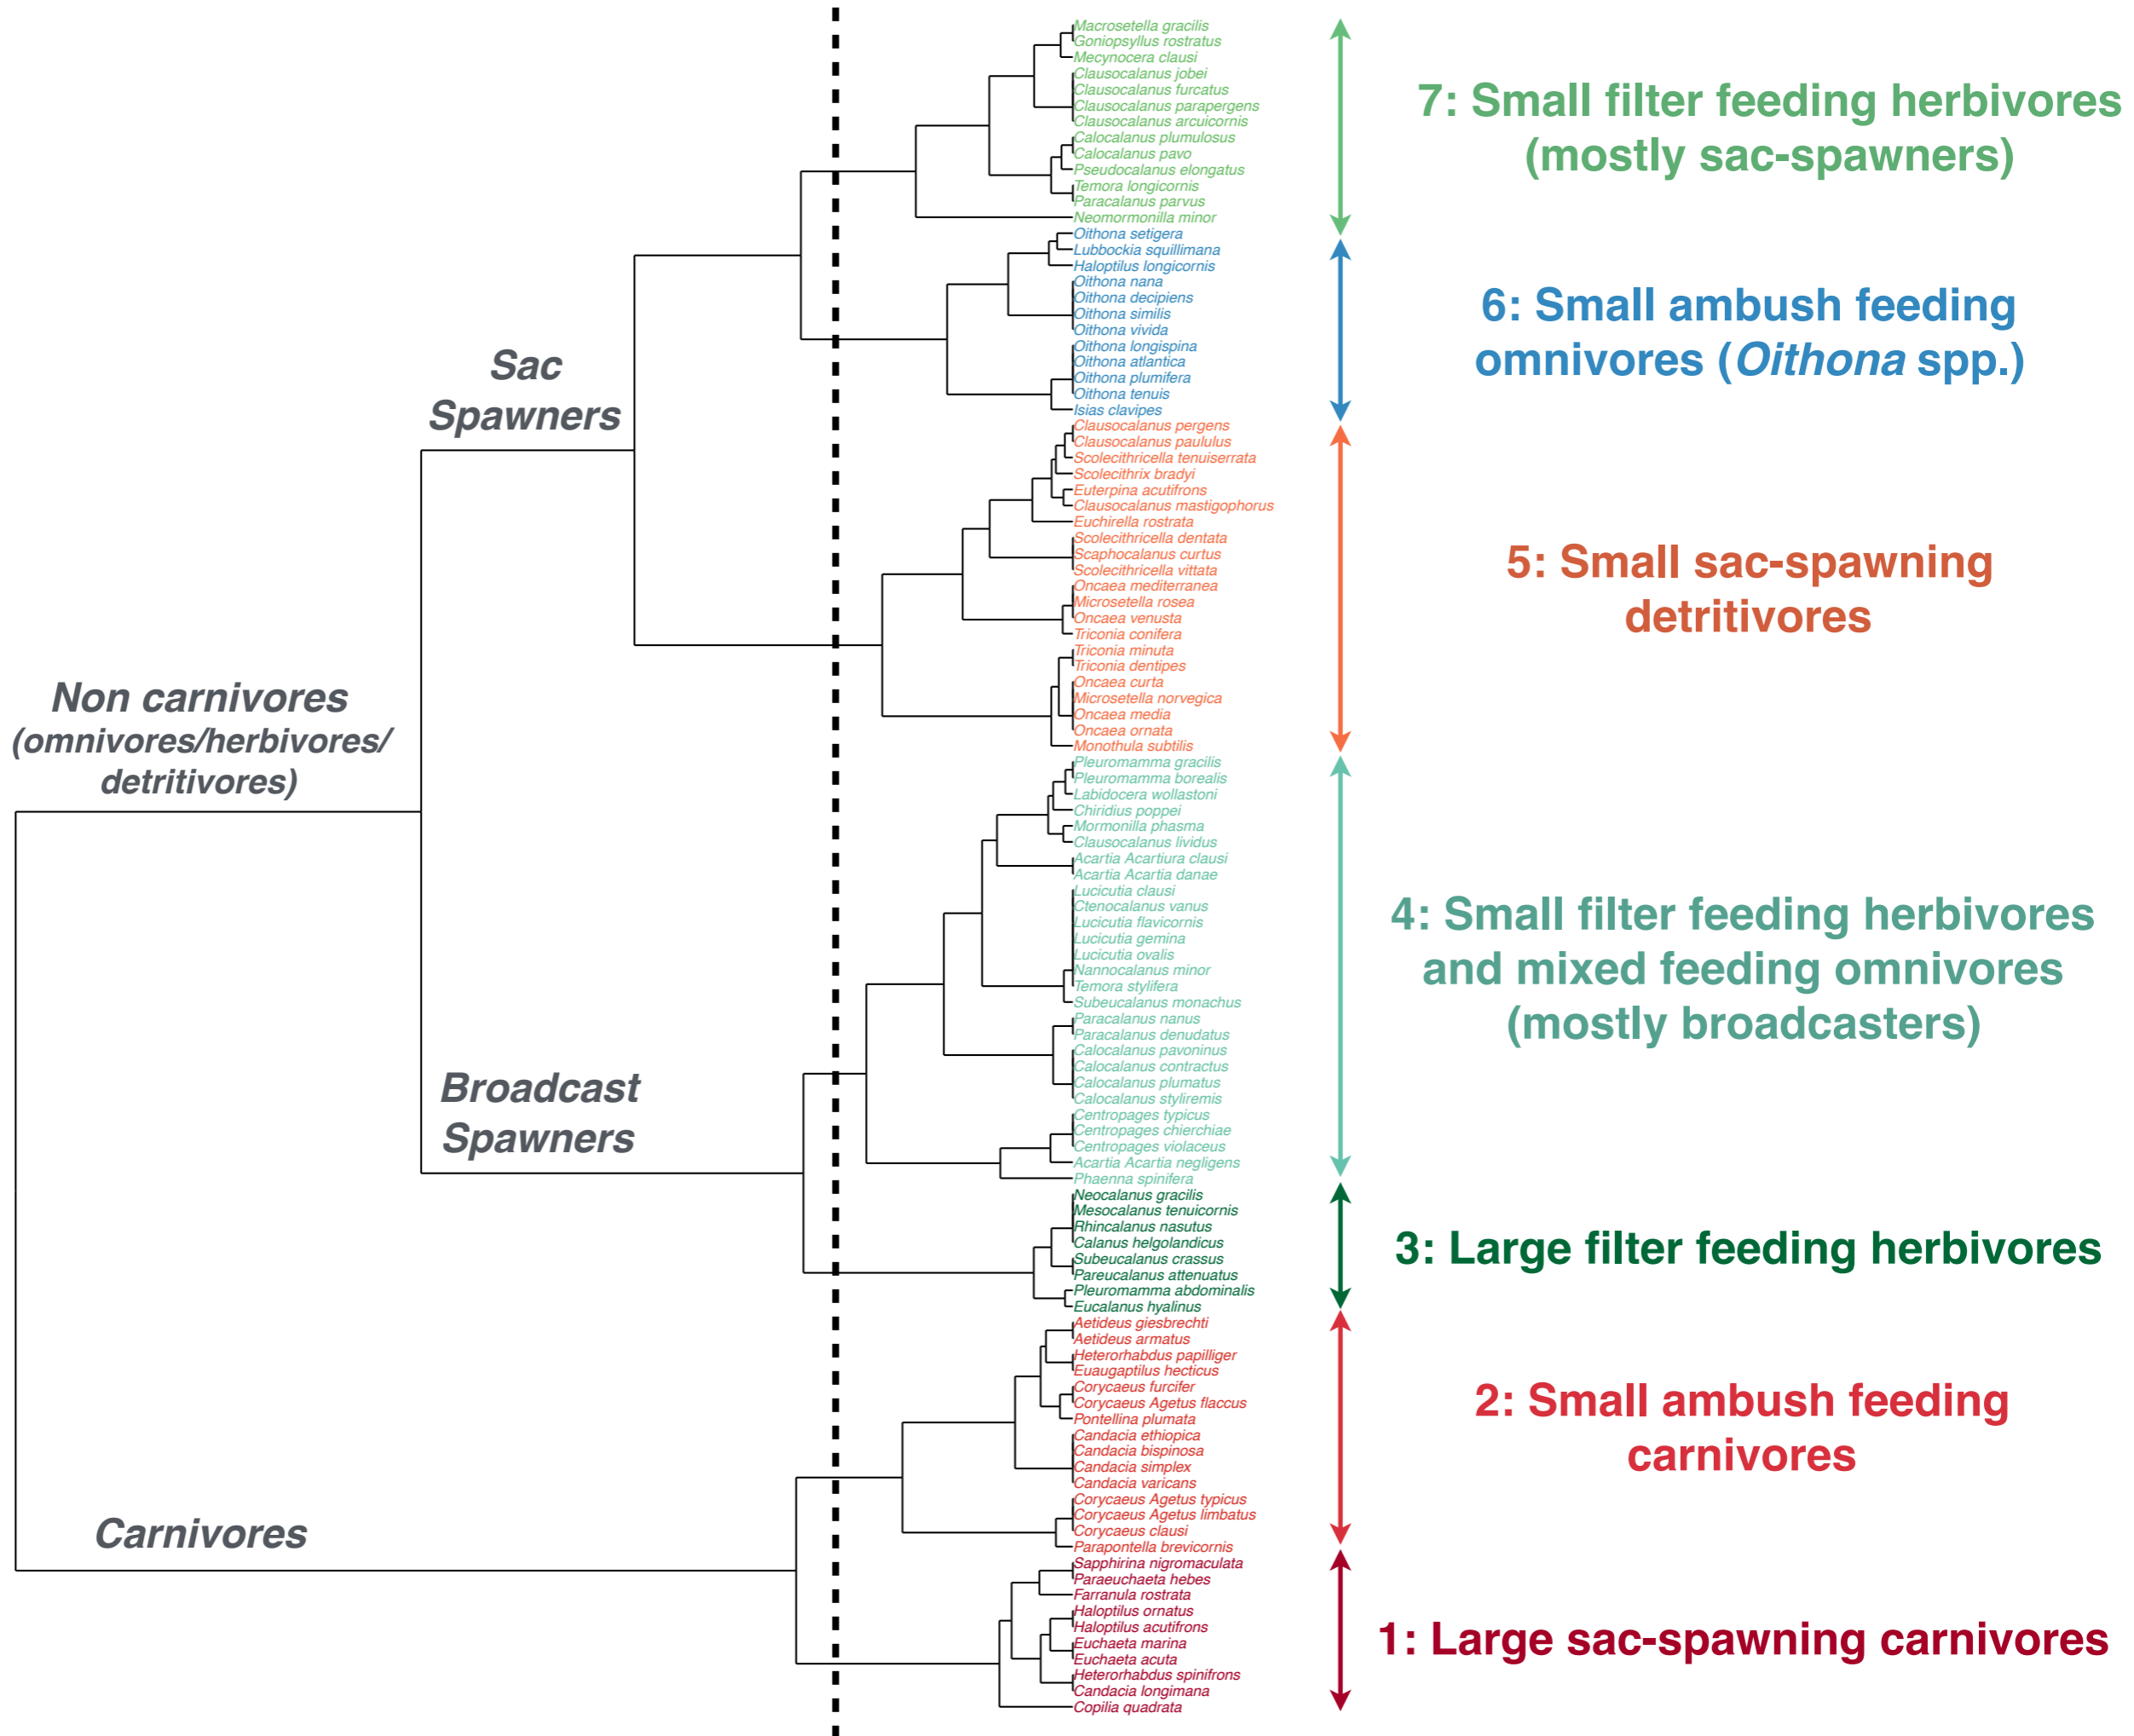 Macrosetella gracilis
Goniopsyllus rostratus
Mecynocera clausi
Clausocalanus jobei
Clausocalanus furcatus
Clausocalanus parapergens
Clausocalanus arcuicornis
Calocalanus plumulosus
Calocalanus pavo
Pseudocalanus elongatus
Temora longicornis
Paracalanus parvus
Neomormonilla minor
7: Small filter feeding herbivores
(mostly sac-spawners)
Oithona setigera
Lubbockia squillimana
Haloptilus longicornis
Oithona nana
Oithona decipiens
Oithona similis
Oithona vivida
Oithona longispina
Oithona atlantica
Oithona plumifera
Oithona tenuis
Isias clavipes
6: Small ambush feeding
omnivores (Oithona spp.)
Sac
Spawners
Clausocalanus pergens
Clausocalanus paululus
Scolecithricella tenuiserrata
Scolecithrix bradyi
Euterpina acutifrons
Clausocalanus mastigophorus
Euchirella rostrata
Scolecithricella dentata
Scaphocalanus curtus
Scolecithricella vittata
Oncaea mediterranea
Microsetella rosea
Oncaea venusta
Triconia conifera
Triconia minuta
Triconia dentipes
Oncaea curta
Microsetella norvegica
Oncaea media
Oncaea ornata
Monothula subtilis
5: Small sac-spawning
detritivores
Non carnivores
(omnivores/herbivores/
detritivores)
Pleuromamma gracilis
Pleuromamma borealis
Labidocera wollastoni
Chiridius poppei
Mormonilla phasma
Clausocalanus lividus
Acartia Acartiura clausi
Acartia Acartia danae
Lucicutia clausi
Ctenocalanus vanus
Lucicutia flavicornis
Lucicutia gemina
Lucicutia ovalis
Nannocalanus minor
Temora stylifera
Subeucalanus monachus
Paracalanus nanus
Paracalanus denudatus
Calocalanus pavoninus
Calocalanus contractus
Calocalanus plumatus
Calocalanus styliremis
Centropages typicus
Centropages chierchiae
Centropages violaceus
Acartia Acartia negligens
Phaenna spinifera
4: Small filter feeding herbivores
and mixed feeding omnivores
(mostly broadcasters)
Broadcast
Spawners
Neocalanus gracilis
Mesocalanus tenuicornis
Rhincalanus nasutus
Calanus helgolandicus
Subeucalanus crassus
Pareucalanus attenuatus
Pleuromamma abdominalis
Eucalanus hyalinus
3: Large filter feeding herbivores
Aetideus giesbrechti
Aetideus armatus
Heterorhabdus papilliger
Euaugaptilus hecticus
Corycaeus furcifer
Corycaeus Agetus flaccus
Pontellina plumata
Candacia ethiopica
Candacia bispinosa
Candacia simplex
Candacia varicans
Corycaeus Agetus typicus
Corycaeus Agetus limbatus
Corycaeus clausi
Parapontella brevicornis
2: Small ambush feeding
carnivores
Carnivores
Sapphirina nigromaculata
Paraeuchaeta hebes
Farranula rostrata
Haloptilus ornatus
Haloptilus acutifrons
Euchaeta marina
Euchaeta acuta
Heterorhabdus spinifrons
Candacia longimana
Copilia quadrata
1: Large sac-spawning carnivores